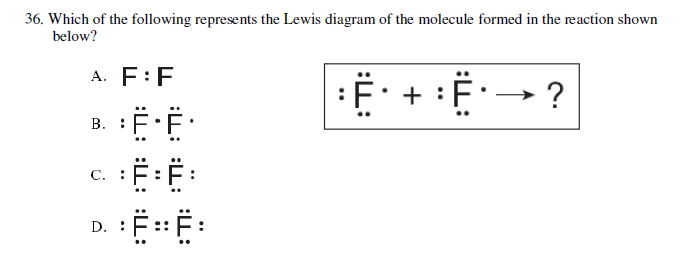 36. Which of the following represents the Lewis diagram of the molecule formed in the reaction shown
below?
A. F : F
B. :F̤̈ · F̤̈ ·
C. :F̤̈ : F̤̈ :
D. :F̤̈ :: F̤̈ :
:F̤̈ · + :F̤̈ · → ?